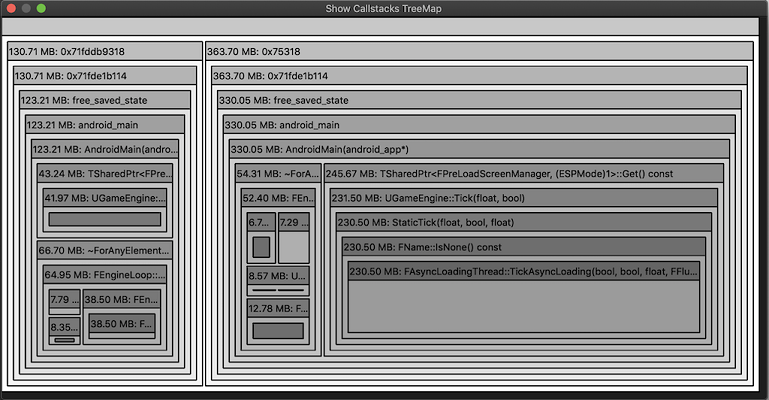 Show Callstacks TreeMap
130.71 MB: 0x71fddb9318
130.71 MB: 0x71fde1b114
123.21 MB: free_saved_state
123.21 MB: android_main
123.21 MB: AndroidMain(andro...
43.24 MB: TSharedPtr<FPre...
41.97 MB: UGameEngine:...
66.70 MB: ~ForAnyElement...
64.95 MB: FEngineLoop::...
7.79 ...
38.50 MB: FEn...
8.35...
38.50 MB: F...
363.70 MB: 0x75318
363.70 MB: 0x71fde1b114
330.05 MB: free_saved_state
330.05 MB: android_main
330.05 MB: AndroidMain(android_app*)
54.31 MB: ~ForA...
52.40 MB: FEn...
6.7...
7.29 ...
8.57 MB: U...
12.78 MB: F...
245.67 MB: TSharedPtr<FPreLoadScreenManager, (ESPMode)1>::Get() const
231.50 MB: UGameEngine::Tick(float, bool)
230.50 MB: StaticTick(float, bool, float)
230.50 MB: FName::IsNone() const
230.50 MB: FAsyncLoadingThread::TickAsyncLoading(bool, bool, float, FFlu...